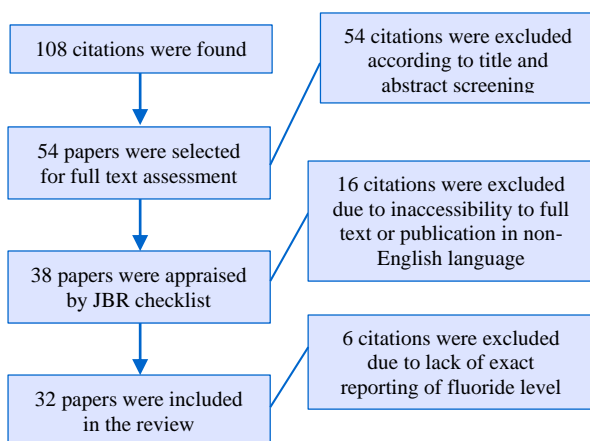 108 citations were found
54 citations were excluded
according to title and
abstract screening
54 papers were selected
for full text assessment
16 citations were excluded
due to inaccessibility to full
text or publication in non-
English language
38 papers were appraised
by JBR checklist
6 citations were excluded
due to lack of exact
reporting of fluoride level
32 papers were included
in the review